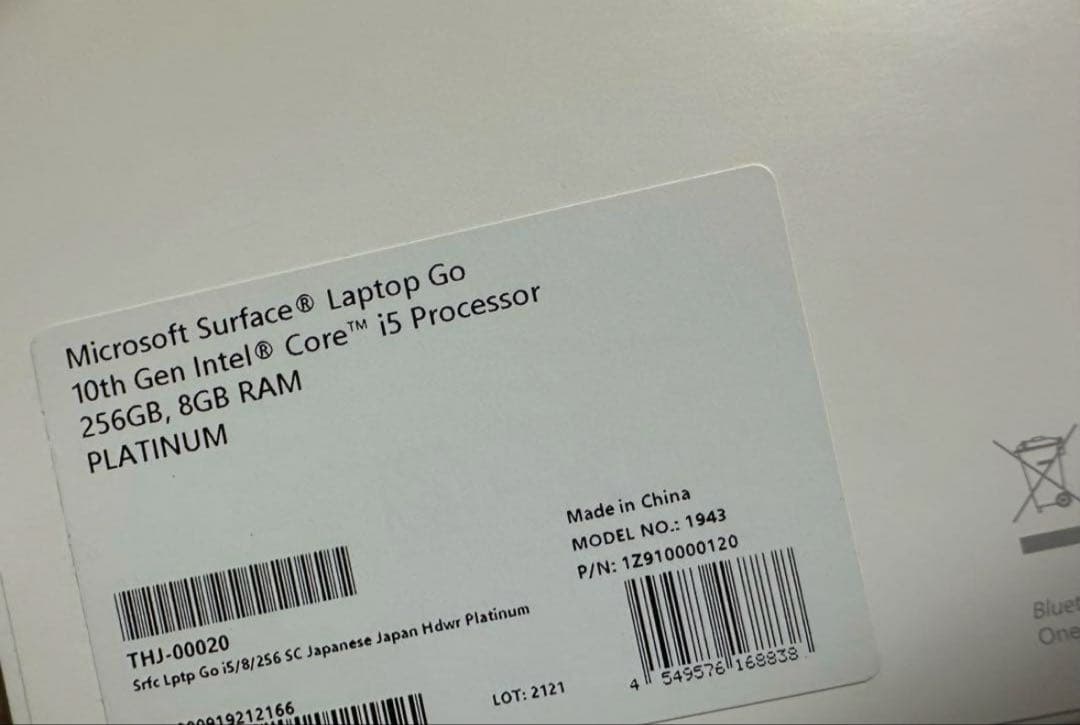 Microsoft Surface® Laptop Go
10th Gen Intel® Core™ i5 Processor
256GB, 8GB RAM
PLATINUM
Made in China
MODEL NO.: 1943
P/N: 1Z910000120
THJ-00020
Srfc Lptp Go i5/8/256 SC Japanese Japan Hdwr Platinum
4 549576 168838
LOT: 2121
One